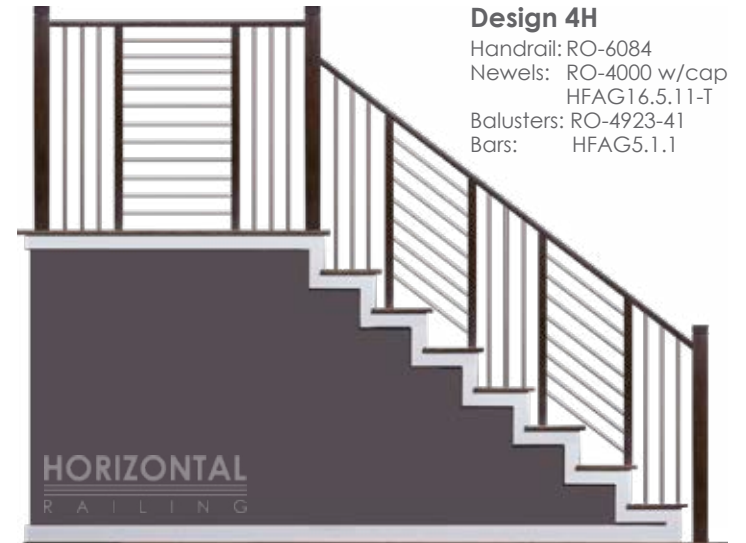 Design 4H
Handrail: RO-6084
Newels: RO-4000 w/cap
HFAG16.5.11-T
Balusters: RO-4923-41
Bars: HFAG5.1.1
HORIZONTAL
RAILING